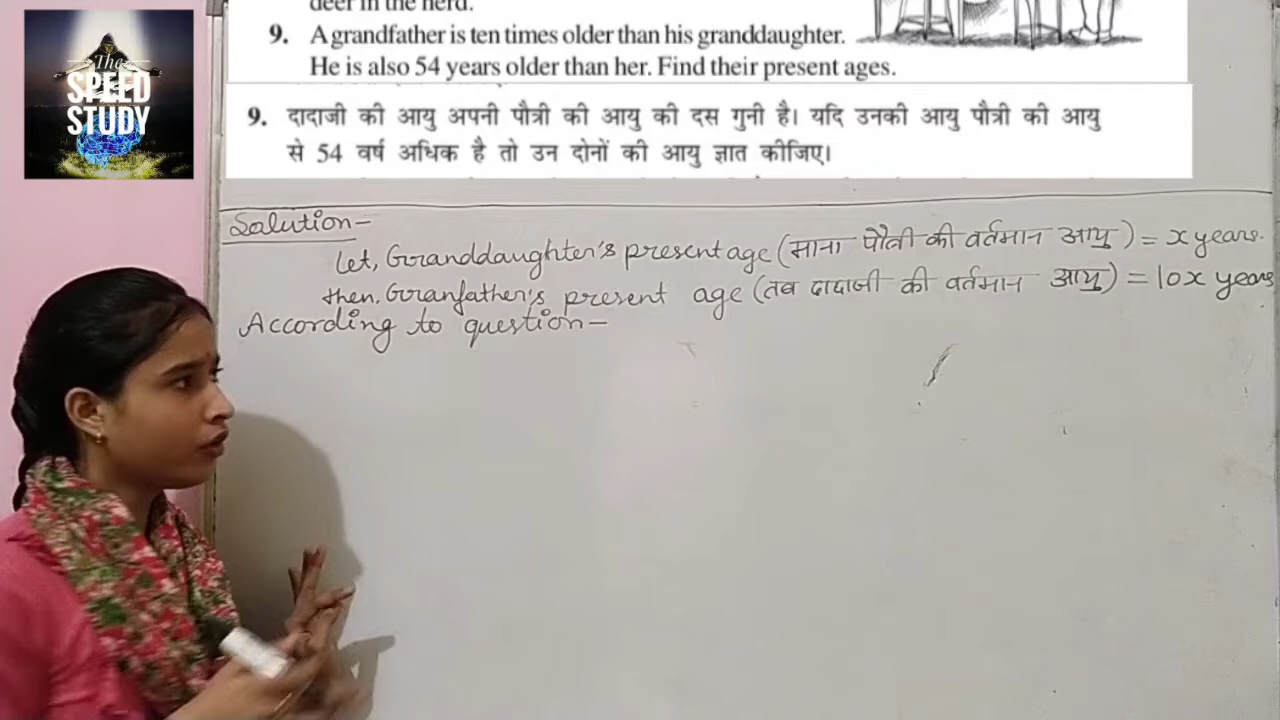 The
SPEED
STUDY
deer in the herd.
9. A grandfather is ten times older than his granddaughter.
He is also 54 years older than her. Find their present ages.
9. दादाजी की आयु अपनी पौत्री की आयु की दस गुनी है। यदि उनकी आयु पौत्री की आयु
से 54 वर्ष अधिक है तो उन दोनों की आयु ज्ञात कीजिए।
Solution-
Let, Granddaughter's present age (माना पौत्री की वर्तमान आयु) = x years.
then, Granfather's present age (तब दादाजी की वर्तमान आयु) = 10x years
According to question-